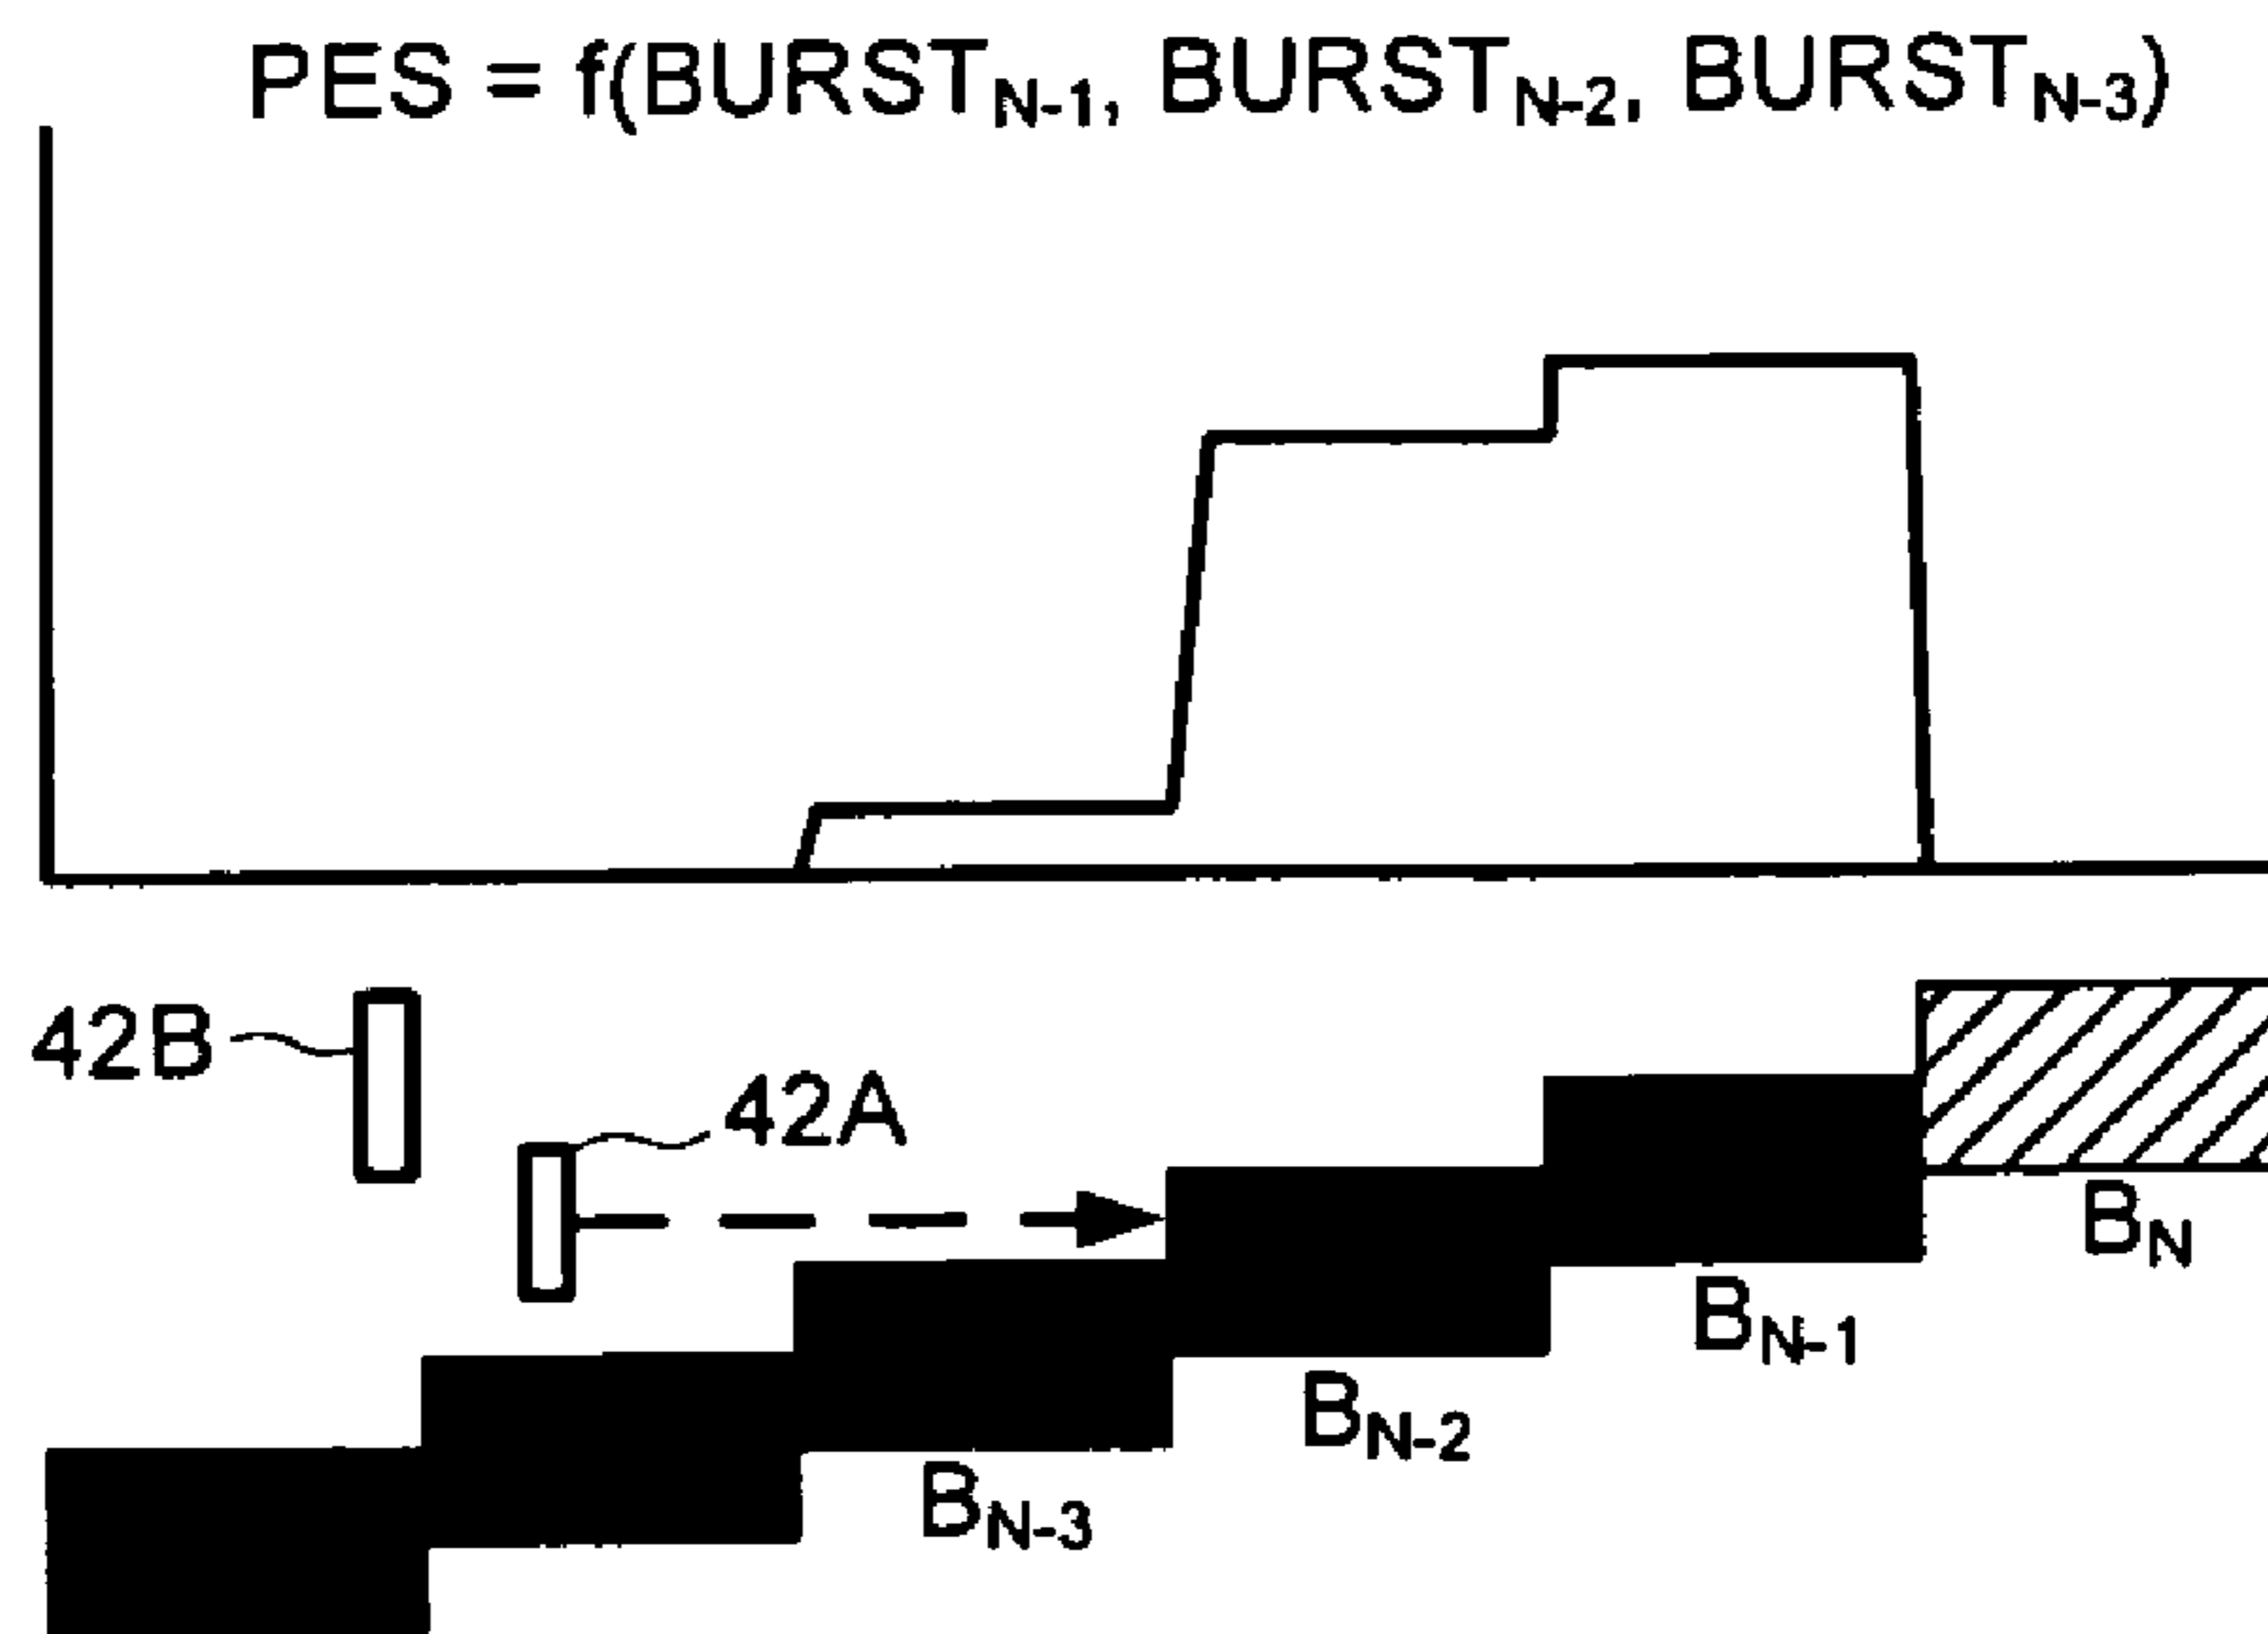 PES = f(BURST_N-1, BURST_N-2, BURST_N-3)
42B
42A
B_N
B_N-1
B_N-2
B_N-3